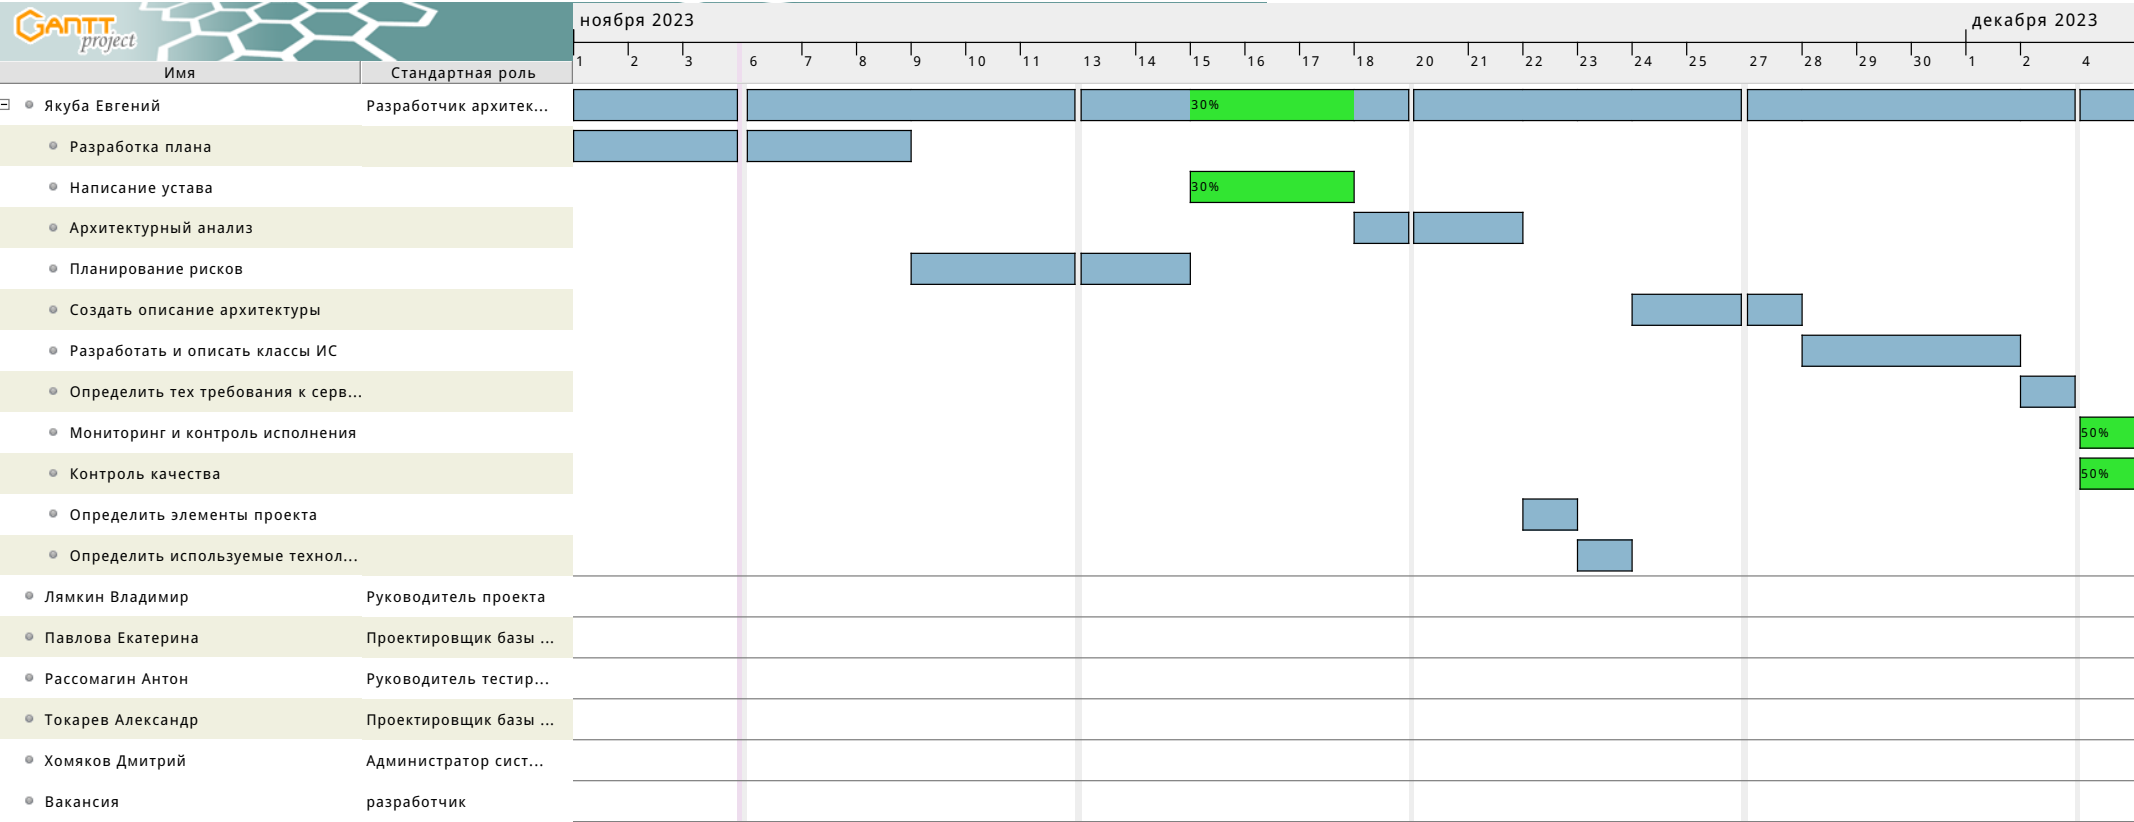 GANTT
project
ноября 2023
декабря 2023
1 2 3 6 7 8 9 10 11 13 14 15 16 17 18 20 21 22 23 24 25 27 28 29 30 1 2 4
Имя Стандартная роль
Якуба Евгений Разработчик архитек... 30%
Разработка плана
Написание устава 30%
Архитектурный анализ
Планирование рисков
Создать описание архитектуры
Разработать и описать классы ИС
Определить тех требования к серв...
Мониторинг и контроль исполнения 50%
Контроль качества 50%
Определить элементы проекта
Определить используемые технол...
Лямкин Владимир Руководитель проекта
Павлова Екатерина Проектировщик базы ...
Рассомагин Антон Руководитель тестир...
Токарев Александр Проектировщик базы ...
Хомяков Дмитрий Администратор сист...
Вакансия разработчик